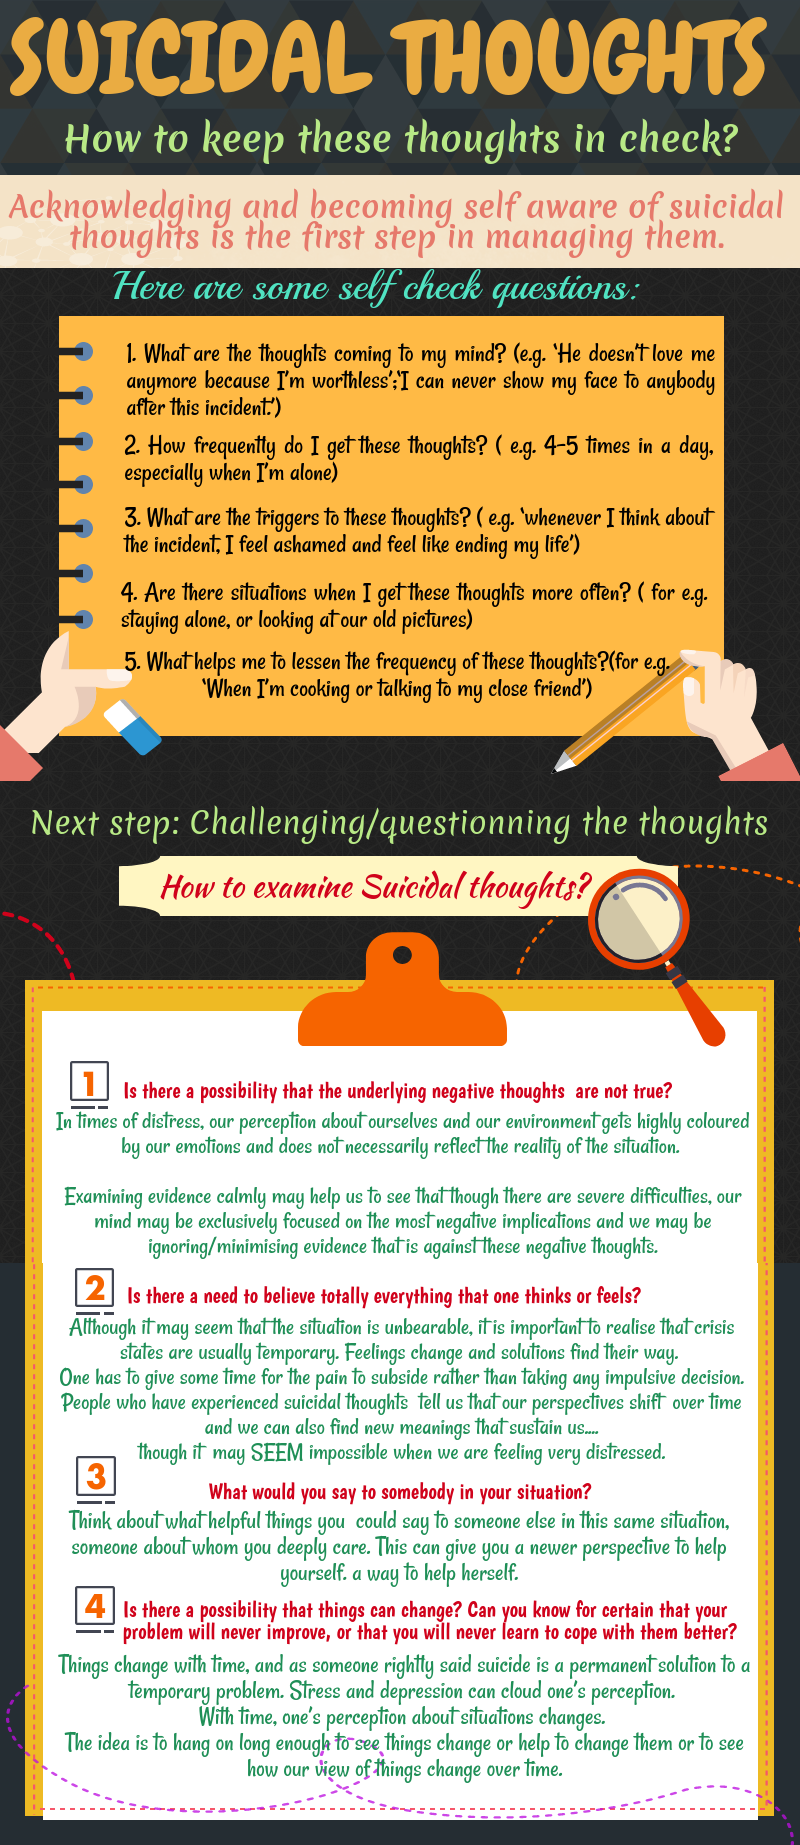 SUICIDAL THOUGHTS
How to keep these thoughts in check?
Acknowledging and becoming self aware of suicidal
thoughts is the first step in managing them.
Here are some self check questions:
1. What are the thoughts coming to my mind? (e.g. 'He doesn't love me
anymore because I'm worthless';'I can never show my face to anybody
after this incident.')
2. How frequently do I get these thoughts? ( e.g. 4-5 times in a day,
especially when I'm alone)
3. What are the triggers to these thoughts? ( e.g. 'whenever I think about
the incident, I feel ashamed and feel like ending my life')
4. Are there situations when I get these thoughts more often? ( for e.g.
staying alone, or looking at our old pictures)
5. What helps me to lessen the frequency of these thoughts?(for e.g.
'When I'm cooking or talking to my close friend')
Next step: Challenging/questionning the thoughts
How to examine Suicidal thoughts?
1
Is there a possibility that the underlying negative thoughts are not true?
In times of distress, our perception about ourselves and our environment gets highly coloured
by our emotions and does not necessarily reflect the reality of the situation.
Examining evidence calmly may help us to see that though there are severe difficulties, our
mind may be exclusively focused on the most negative implications and we may be
ignoring/minimising evidence that is against these negative thoughts.
2
Is there a need to believe totally everything that one thinks or feels?
Although it may seem that the situation is unbearable, it is important to realise that crisis
states are usually temporary. Feelings change and solutions find their way.
One has to give some time for the pain to subside rather than taking any impulsive decision.
People who have experienced suicidal thoughts tell us that our perspectives shift over time
and we can also find new meanings that sustain us....
though it may SEEM impossible when we are feeling very distressed.
3
What would you say to somebody in your situation?
Think about what helpful things you could say to someone else in this same situation,
someone about whom you deeply care. This can give you a newer perspective to help
yourself. a way to help herself.
4
Is there a possibility that things can change? Can you know for certain that your
problem will never improve, or that you will never learn to cope with them better?
Things change with time, and as someone rightly said suicide is a permanent solution to a
temporary problem. Stress and depression can cloud one's perception.
With time, one's perception about situations changes.
The idea is to hang on long enough to see things change or help to change them or to see
how our view of things change over time.